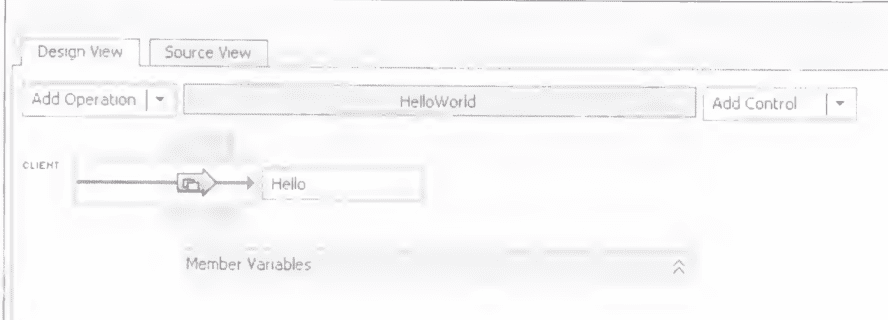 Design View Source View
Add Operation HelloWorld Add Control
CLIENT
Hello
Member Variables